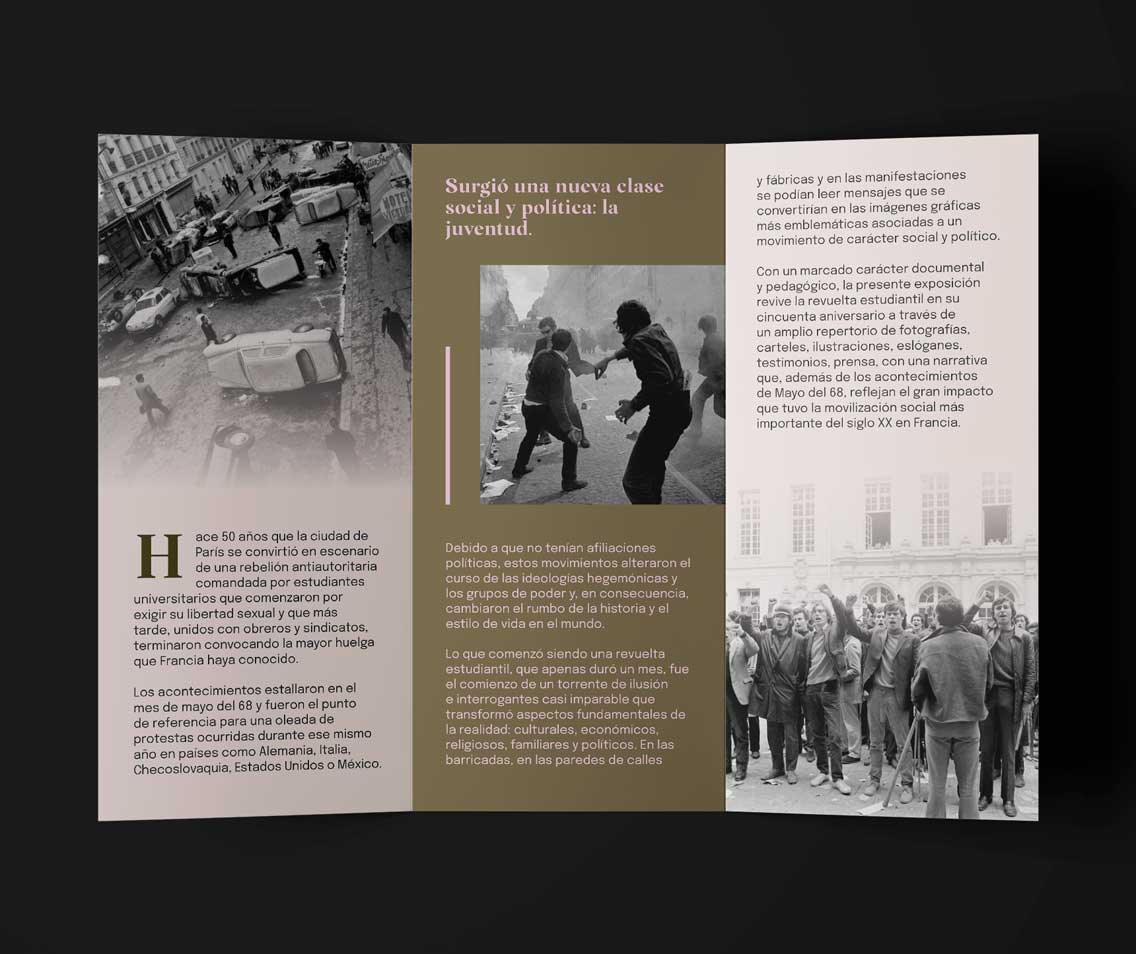 Hace 50 años que la ciudad de
París se convirtió en escenario
de una rebelión antiautoritaria
comandada por estudiantes
universitarios que comenzaron por
exigir su libertad sexual y que más
tarde, unidos con obreros y sindicatos,
terminaron convocando la mayor huelga
que Francia haya conocido.
Los acontecimientos estallaron en el
mes de mayo del 68 y fueron el punto
de referencia para una oleada de
protestas ocurridas durante ese mismo
año en países como Alemania, Italia,
Checoslovaquia, Estados Unidos o México.
Surgió una nueva clase
social y política: la
juventud.
Debido a que no tenían afiliaciones
políticas, estos movimientos alteraron el
curso de las ideologías hegemónicas y
los grupos de poder y, en consecuencia,
cambiaron el rumbo de la historia y el
estilo de vida en el mundo.
Lo que comenzó siendo una revuelta
estudiantil, que apenas duró un mes, fue
el comienzo de un torrente de ilusión
e interrogantes casi imparable que
transformó aspectos fundamentales de
la realidad: culturales, económicos,
religiosos, familiares y políticos. En las
barricadas, en las paredes de calles
y fábricas y en las manifestaciones
se podían leer mensajes que se
convertirían en las imágenes gráficas
más emblemáticas asociadas a un
movimiento de carácter social y político.
Con un marcado carácter documental
y pedagógico, la presente exposición
revive la revuelta estudiantil en su
cincuenta aniversario a través de
un amplio repertorio de fotografías,
carteles, ilustraciones, eslóganes,
testimonios, prensa, con una narrativa
que, además de los acontecimientos
de Mayo del 68, reflejan el gran impacto
que tuvo la movilización social más
importante del siglo XX en Francia.